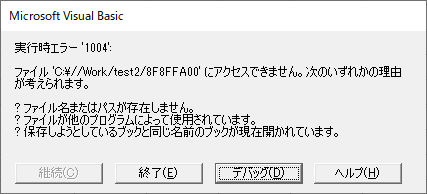 Microsoft Visual Basic
実行時エラー '1004':
ファイル 'C:¥//Work/test2/8F8FFA00' にアクセスできません。次のいずれかの理由
が考えられます。
? ファイル名またはパスが存在しません。
? ファイルが他のプログラムによって使用されています。
? 保存しようとしているブックと同じ名前のブックが現在開かれています。
継続(C) 終了(E) デバッグ(D) ヘルプ(H)